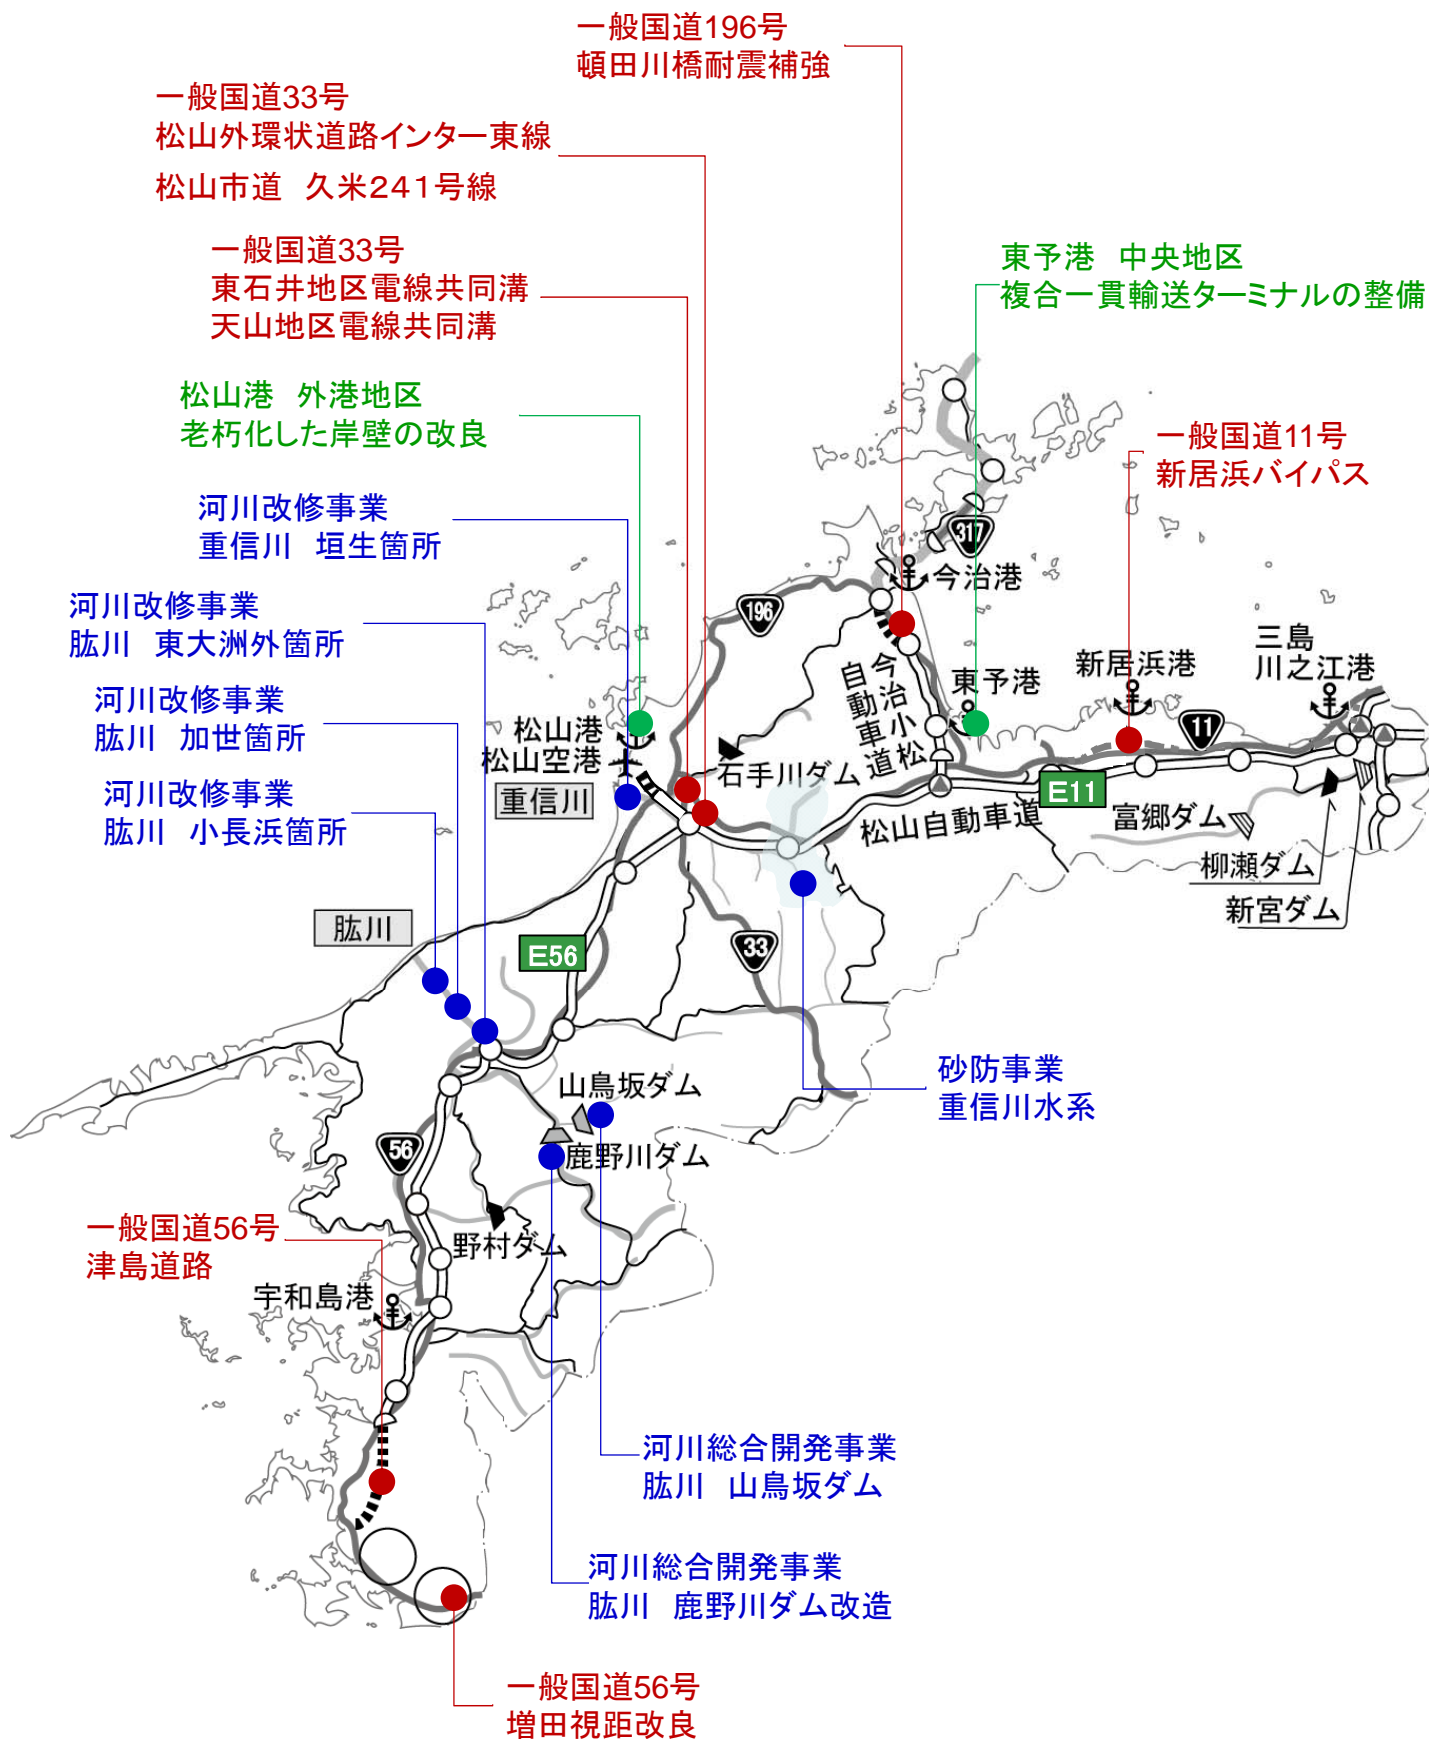 一般国道196号
頓田川橋耐震補強
一般国道33号
松山外環状道路インター東線
松山市道　久米241号線
一般国道33号
東石井地区電線共同溝
天山地区電線共同溝
東予港　中央地区
複合一貫輸送ターミナルの整備
松山港　外港地区
老朽化した岸壁の改良
一般国道11号
新居浜バイパス
河川改修事業
重信川　垣生箇所
317
今治港
河川改修事業
肱川　東大洲外箇所
196
三島
川之江港
新居浜港
東予港
今治小松
自動車道
河川改修事業
肱川　加世箇所
松山港
松山空港
11
石手川ダム
重信川
E11
河川改修事業
肱川　小長浜箇所
松山自動車道
富郷ダム
柳瀬ダム
新宮ダム
肱川
E56
33
砂防事業
重信川水系
山鳥坂ダム
鹿野川ダム
56
野村ダム
一般国道56号
津島道路
宇和島港
河川総合開発事業
肱川　山鳥坂ダム
河川総合開発事業
肱川　鹿野川ダム改造
一般国道56号
増田視距改良